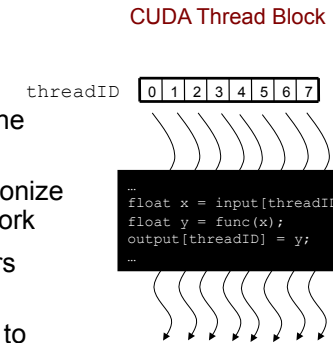 CUDA Thread Block
threadID 0 1 2 3 4 5 6 7
…
float x = input[threadID
float y = func(x);
output[threadID] = y;
…
to